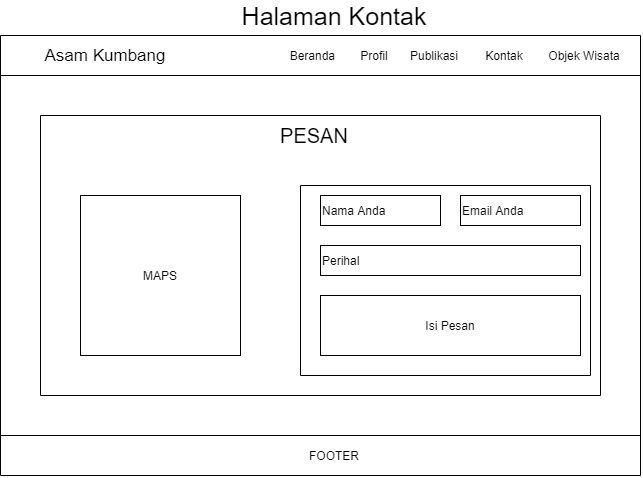 Halaman Kontak
Asam Kumbang Beranda Profil Publikasi Kontak Objek Wisata
PESAN
MAPS
Nama Anda Email Anda
Perihal
Isi Pesan
FOOTER